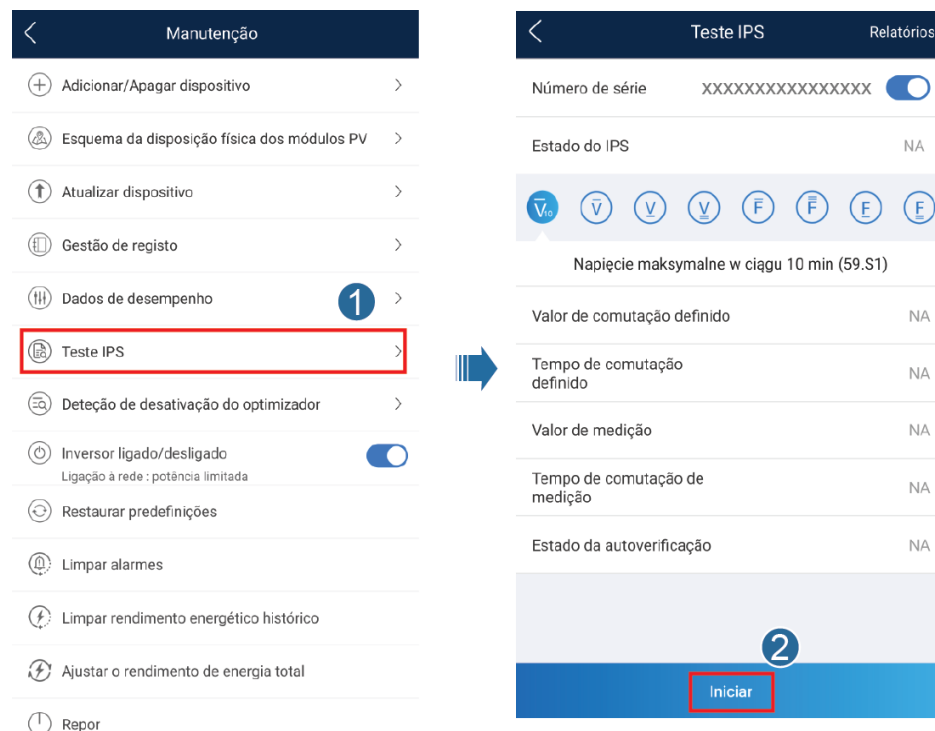 Manutenção
Adicionar/Apagar dispositivo
Esquema da disposição física dos módulos PV
Atualizar dispositivo
Gestão de registo
Dados de desempenho
1
Teste IPS
Deteção de desativação do optimizador
Inversor ligado/desligado
Ligação à rede : potência limitada
Restaurar predefinições
Limpar alarmes
Limpar rendimento energético histórico
Ajustar o rendimento de energia total
Repor
Teste IPS Relatórios
Número de série XXXXXXXXXXXXXXXX
Estado do IPS NA
V10 V V V F F F F
Napięcie maksymalne w ciągu 10 min (59.S1)
Valor de comutação definido NA
Tempo de comutação
definido NA
Valor de medição NA
Tempo de comutação de
medição NA
Estado da autoverificação NA
2
Iniciar